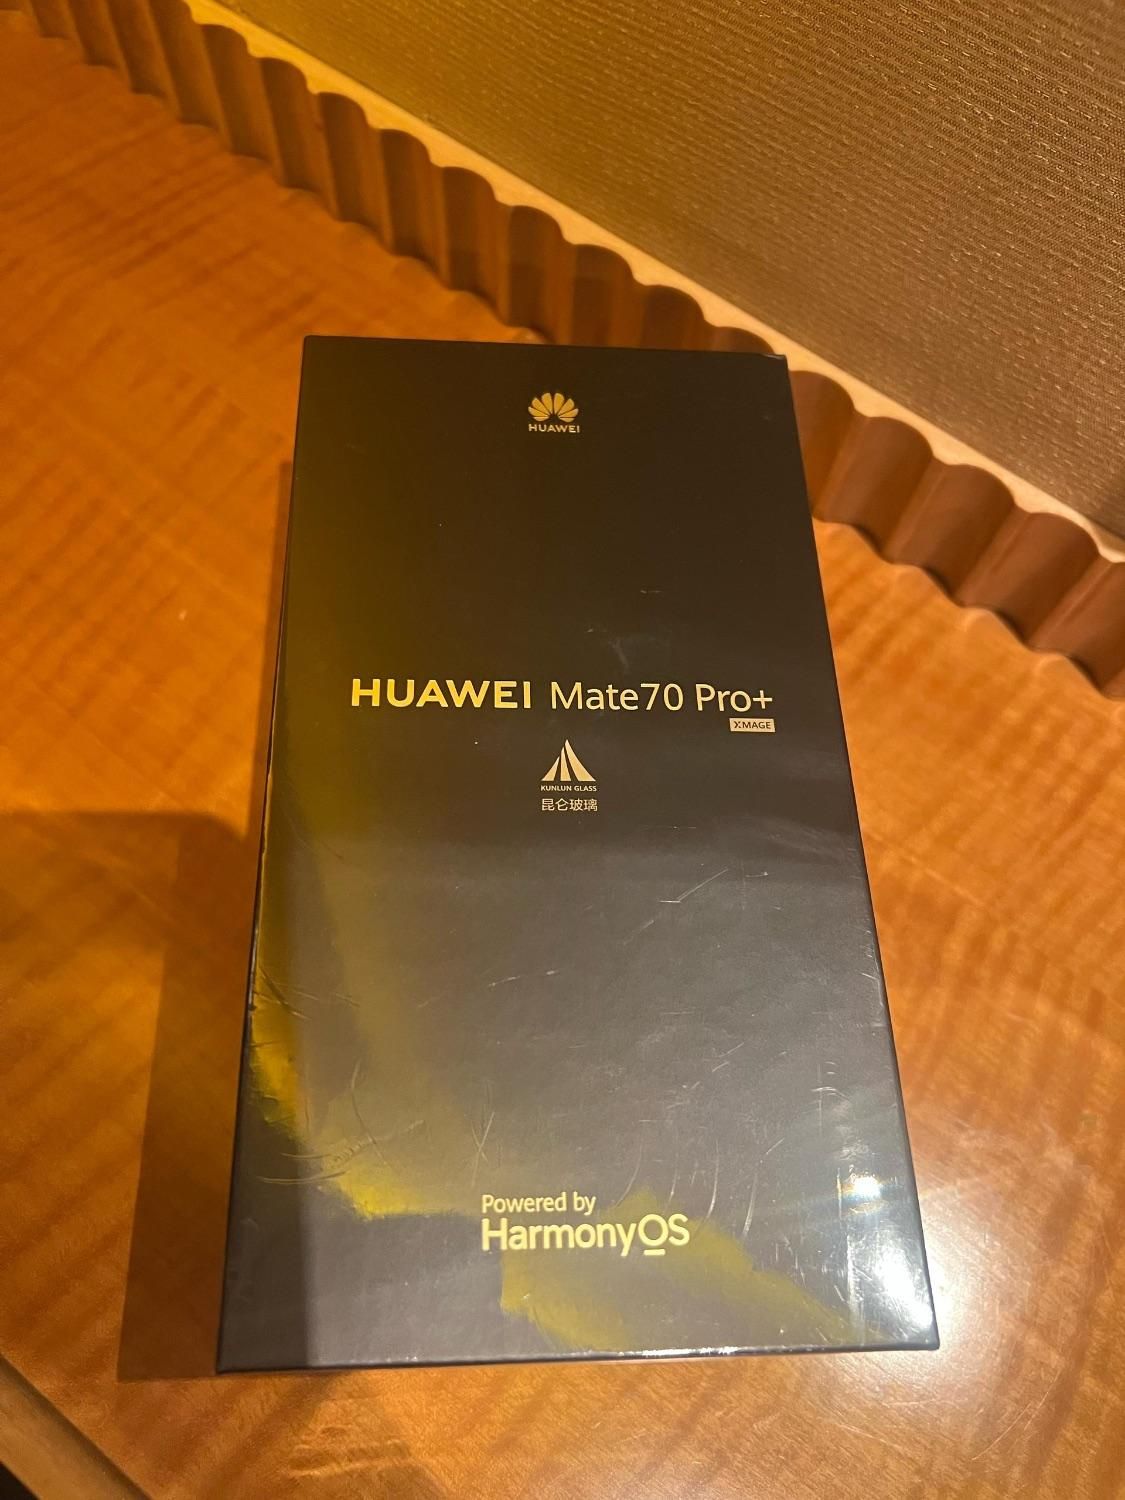 HUAWEI
HUAWEI Mate70 Pro+
XMAGE
KUNLUN GLASS
昆仑玻璃
Powered by
HarmonyOS